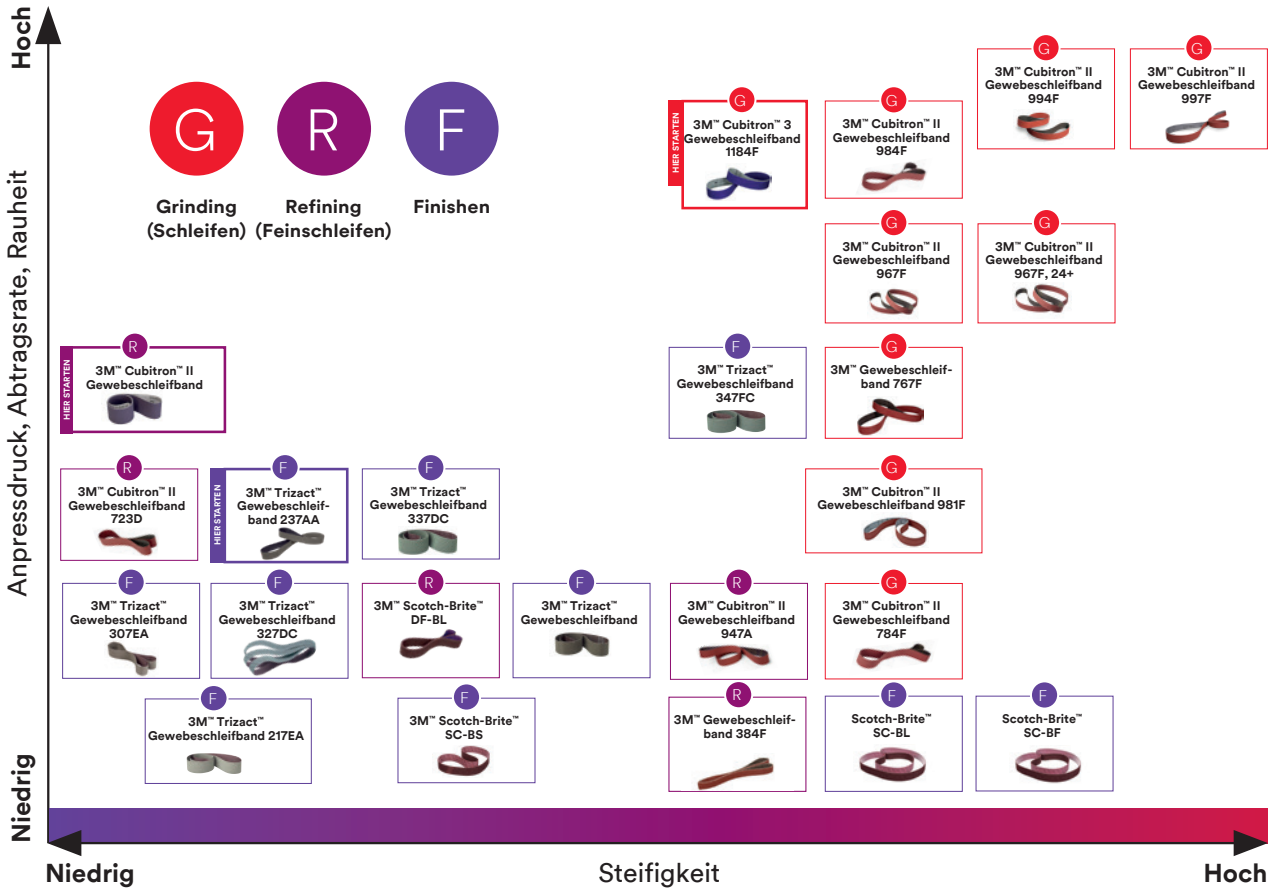 Hoch
Anpressdruck, Abtragsrate, Rauheit
Niedrig
G
R
F
Grinding
(Schleifen)
Refining
(Feinschleifen)
Finishen
G
3M™ Cubitron™ II
Gewebeschleifband
994F
G
3M™ Cubitron™ II
Gewebeschleifband
997F
HIER STARTEN
G
3M™ Cubitron™ 3
Gewebeschleifband
1184F
G
3M™ Cubitron™ II
Gewebeschleifband
984F
G
3M™ Cubitron™ II
Gewebeschleifband
967F
G
3M™ Cubitron™ II
Gewebeschleifband
967F, 24+
HIER STARTEN
R
3M™ Cubitron™ II
Gewebeschleifband
F
3M™ Trizact™
Gewebeschleifband
347FC
G
3M™ Gewebeschleif-
band 767F
R
3M™ Cubitron™ II
Gewebeschleifband
723D
HIER STARTEN
F
3M™ Trizact™
Gewebeschleif-
band 237AA
F
3M™ Trizact™
Gewebeschleifband
337DC
G
3M™ Cubitron™ II
Gewebeschleifband 981F
F
3M™ Trizact™
Gewebeschleifband
307EA
F
3M™ Trizact™
Gewebeschleifband
327DC
R
3M™ Scotch-Brite™
DF-BL
F
3M™ Trizact™
Gewebeschleifband
R
3M™ Cubitron™ II
Gewebeschleifband
947A
G
3M™ Cubitron™ II
Gewebeschleifband
784F
F
3M™ Trizact™
Gewebeschleifband 217EA
F
3M™ Scotch-Brite™
SC-BS
R
3M™ Gewebeschleif-
band 384F
F
Scotch-Brite™
SC-BL
F
Scotch-Brite™
SC-BF
Niedrig
Steifigkeit
Hoch